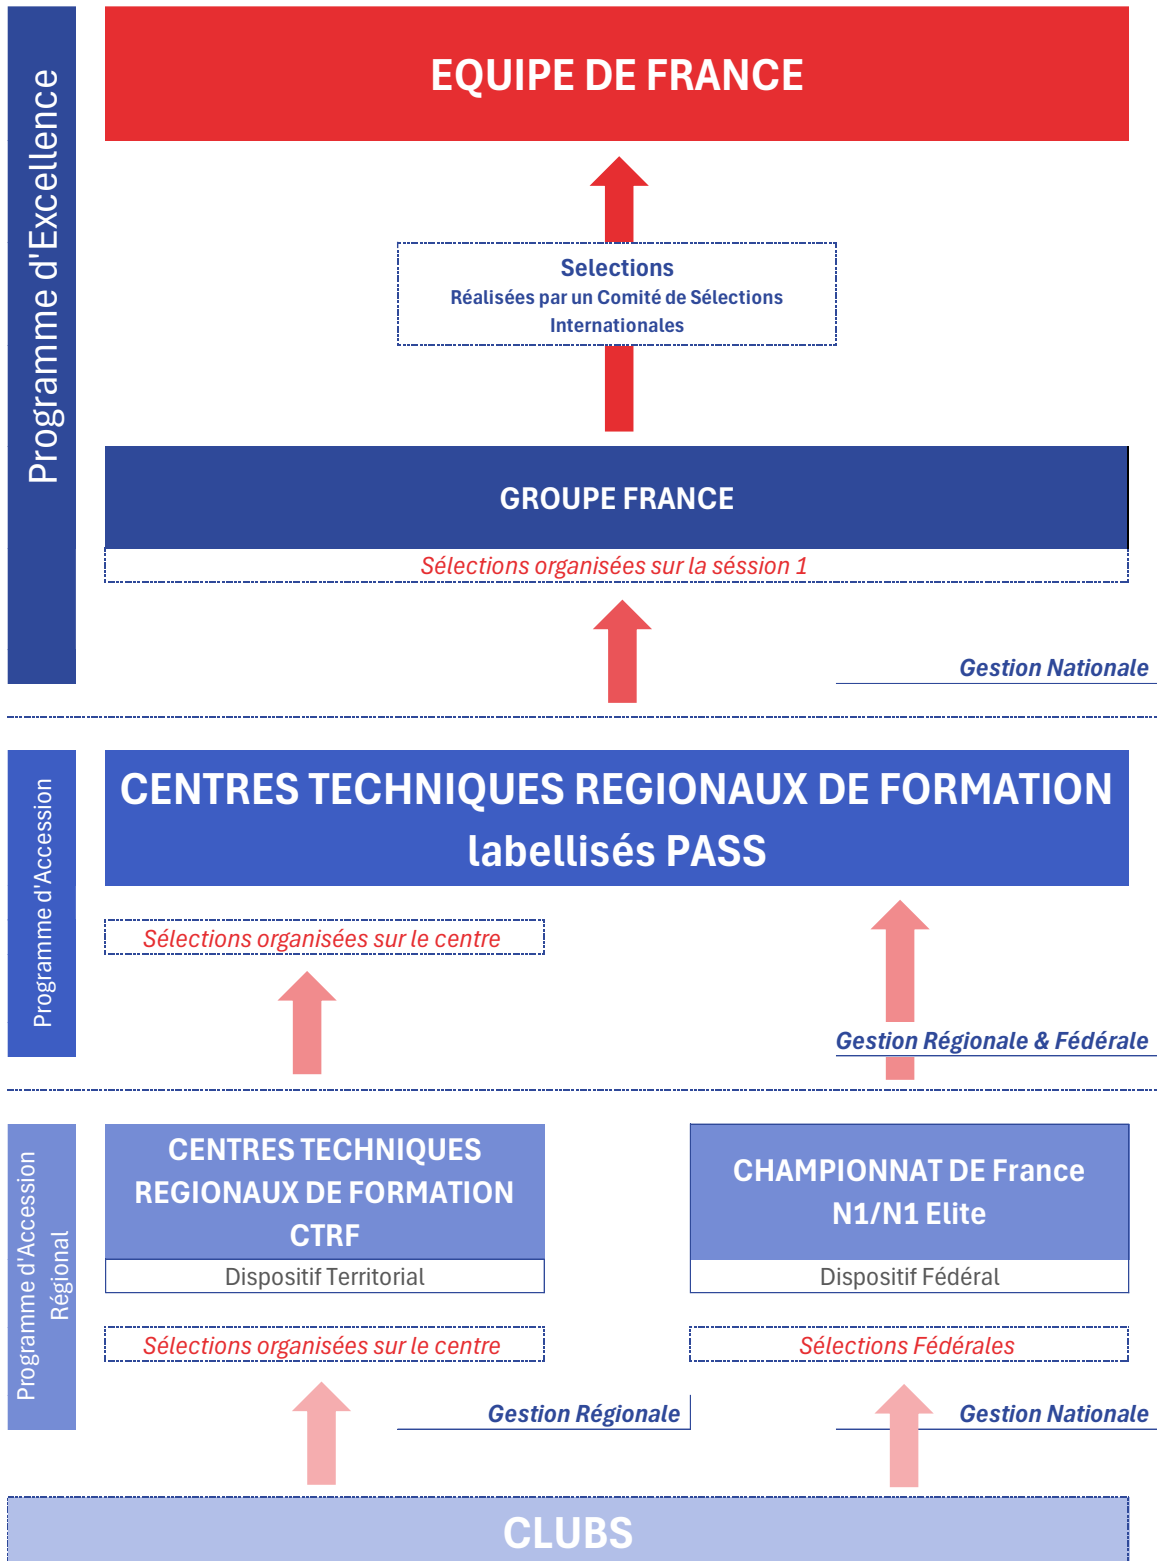 Programme d'Excellence
EQUIPE DE FRANCE
Selections
Réalisées par un Comité de Sélections
Internationales
GROUPE FRANCE
Sélections organisées sur la séssion 1
Gestion Nationale
Programme d'Accession
CENTRES TECHNIQUES REGIONAUX DE FORMATION
labellisés PASS
Sélections organisées sur le centre
Gestion Régionale & Fédérale
Programme d'Accession
Régional
CENTRES TECHNIQUES
REGIONAUX DE FORMATION
CTRF
Dispositif Territorial
Sélections organisées sur le centre
Gestion Régionale
CHAMPIONNAT DE France
N1/N1 Elite
Dispositif Fédéral
Sélections Fédérales
Gestion Nationale
CLUBS